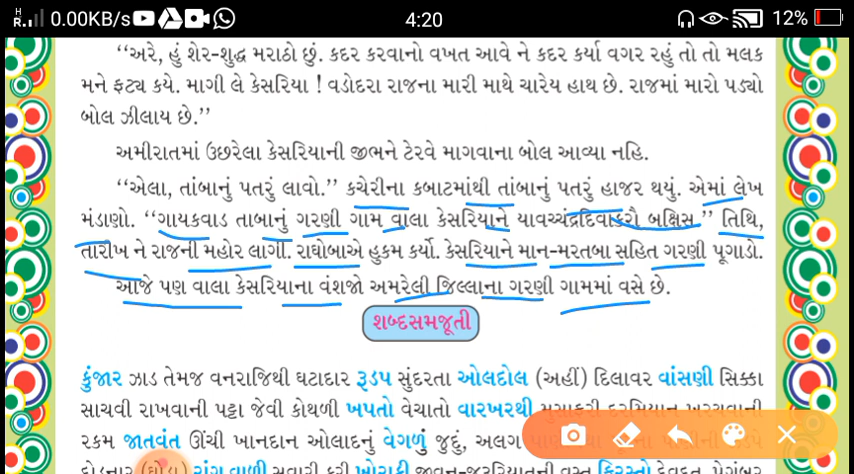 H
R. 0.00KB/s 4:20 12%
‘‘અરે, હું શેર-શુદ્ધ મરાઠો છું. કદર કરવાનો વખત આવે ને કદર કર્યા વગર રહું તો તો મલક
મને ફટ્ય કયે. માગી લે કેસરિયા ! વડોદરા રાજના મારી માથે ચારેય હાથ છે. રાજમાં મારો પડ્યો
બોલ ઝીલાય છે.’’
અમીરાતમાં ઉછરેલા કેસરિયાની જીભને ટેરવે માગવાના બોલ આવ્યા નહિ.
‘‘એલા, તાંબાનું પતરું લાવો.’’ કચેરીના કબાટમાંથી તાંબાનું પતરું હાજર થયું. એમાં લેખ
મંડાણો. ‘‘ગાયકવાડ તાબાનું ગરણી ગામ વાલા કેસરિયાને યાવચ્ચંદ્રદિવાકરૌ બક્ષિસ.’’ તિથિ,
તારીખ ને રાજની મહોર લાગી. રાઘોબાએ હુકમ કર્યો. કેસરિયાને માન-મરતબા સહિત ગરણી પૂગાડો.
આજે પણ વાલા કેસરિયાના વંશજો અમરેલી જિલ્લાના ગરણી ગામમાં વસે છે.
શબ્દસમજૂતી
કુંજાર ઝાડ તેમજ વનરાજિથી ઘટાદાર રૂડપ સુંદરતા ઓલદોલ (અહીં) દિલાવર વાંસણી સિક્કા
સાચવી રાખવાની પટ્ટા જેવી કોથળી ખપતો વેચાતો વારખરથી મુસાફરી દરમિયાન ખરચવાની
રકમ જાતવંત ઊંચી ખાનદાન ઓલાદનું વેગળું જુદું, અલગ